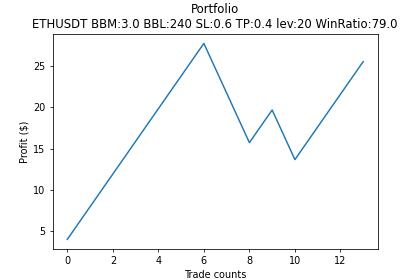 Portfolio
ETHUSDT BBM:3.0 BBL:240 SL:0.6 TP:0.4 lev:20 WinRatio:79.0
25
20
15
10
5
Profit ($)
0 2 4 6 8 10 12
Trade counts